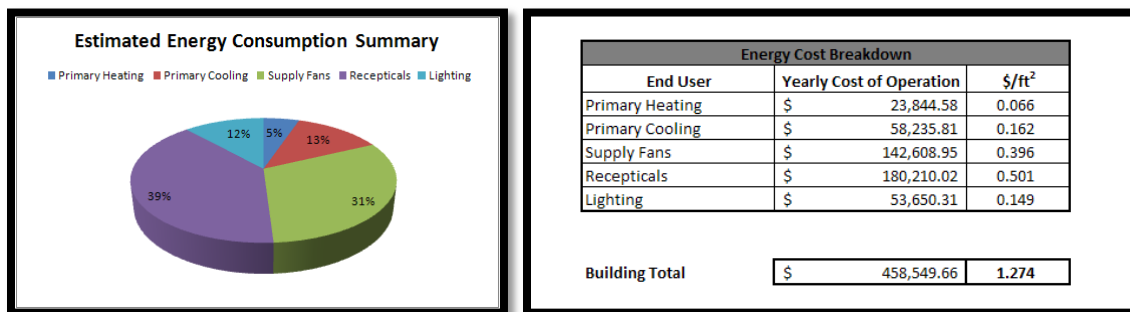 Estimated Energy Consumption Summary
Primary Heating Primary Cooling Supply Fans Recepticals Lighting
12% 5% 13%
39% 31%
Energy Cost Breakdown
End User Yearly Cost of Operation $/ft²
Primary Heating $ 23,844.58 0.066
Primary Cooling $ 58,235.81 0.162
Supply Fans $ 142,608.95 0.396
Recepticals $ 180,210.02 0.501
Lighting $ 53,650.31 0.149
Building Total $ 458,549.66 1.274